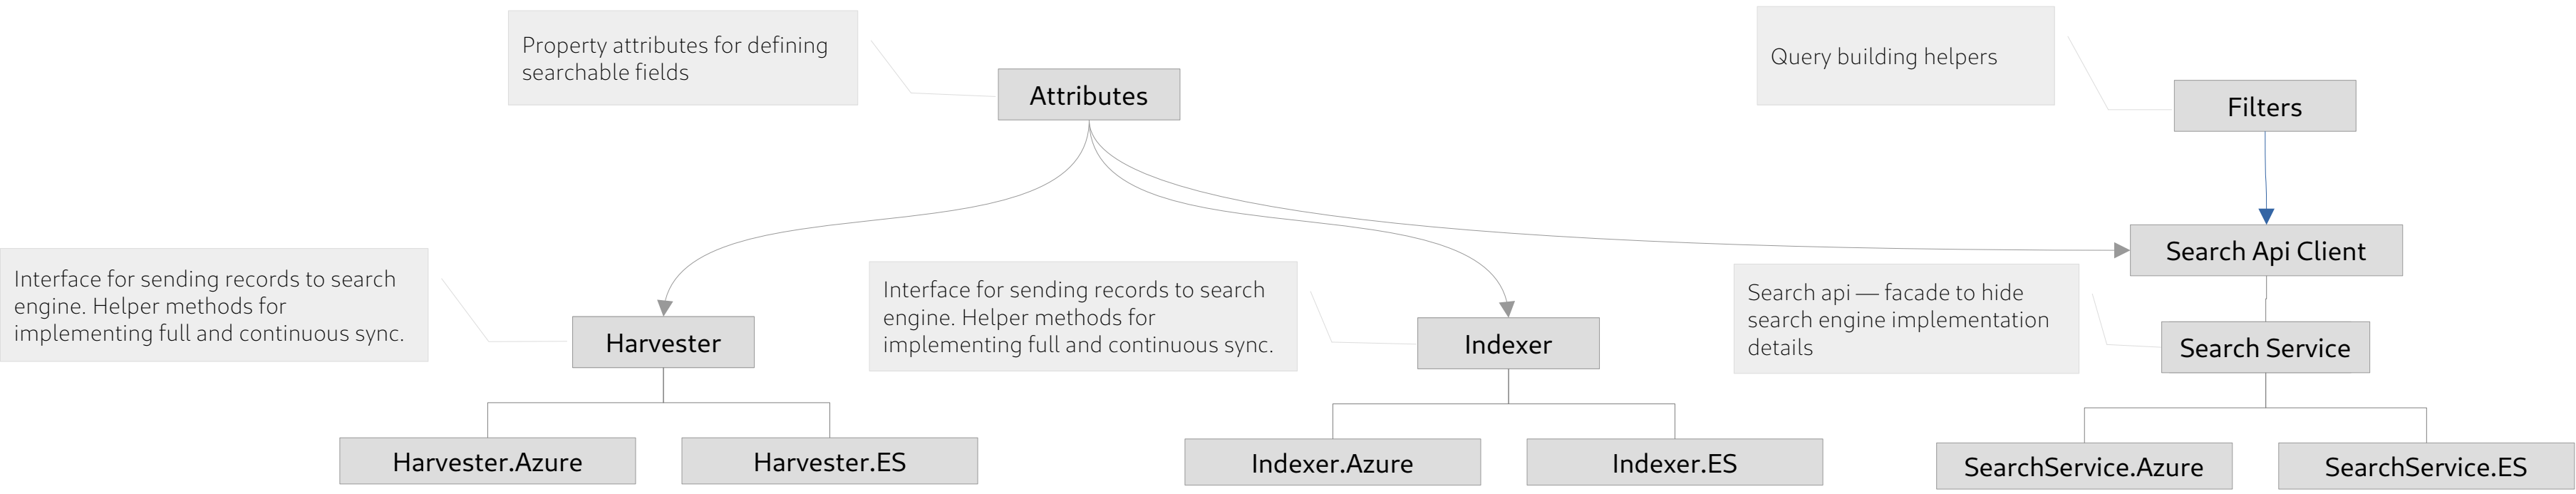 Property attributes for defining
searchable fields
Attributes
Query building helpers
Filters
Search Api Client
Interface for sending records to search
engine. Helper methods for
implementing full and continuous sync.
Harvester
Interface for sending records to search
engine. Helper methods for
implementing full and continuous sync.
Indexer
Search api — facade to hide
search engine implementation
details
Search Service
Harvester.Azure
Harvester.ES
Indexer.Azure
Indexer.ES
SearchService.Azure
SearchService.ES